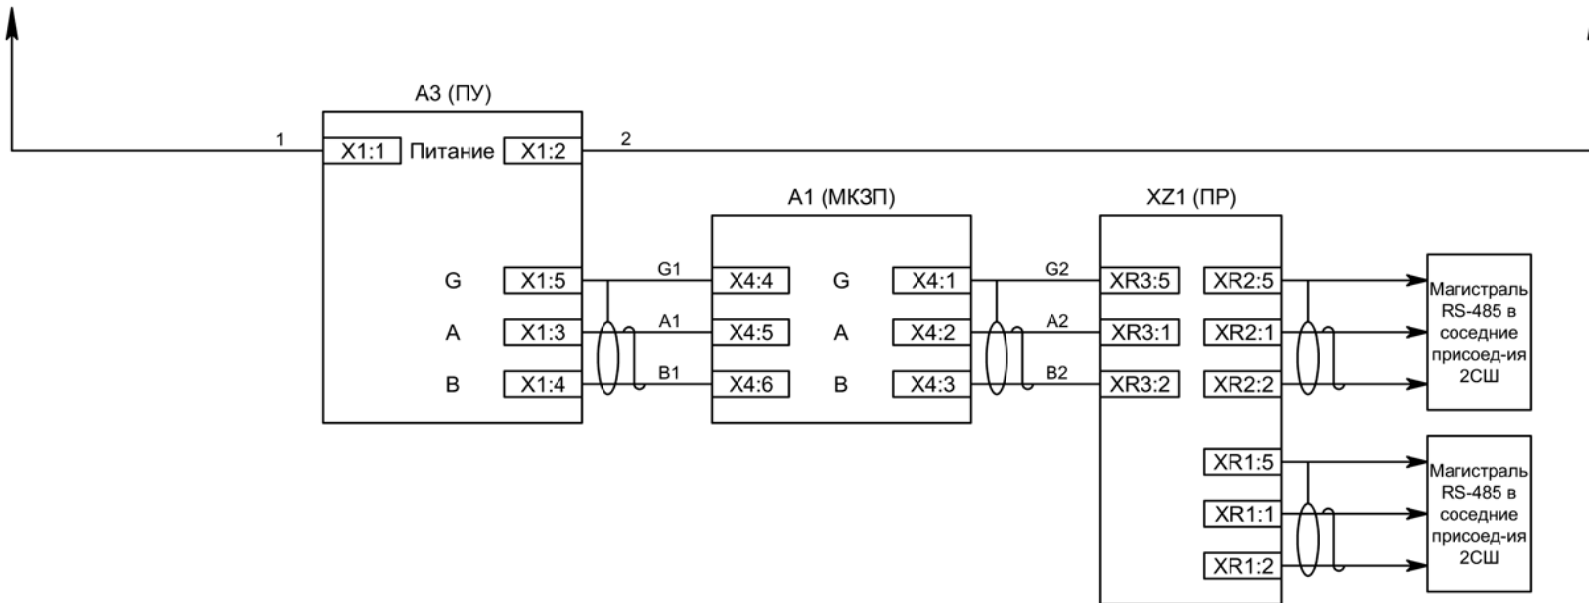 А3 (ПУ)
1
X1:1
Питание
X1:2
2
А1 (МКЗП)
XZ1 (ПР)
G
X1:5
G1
X4:4
G
X4:1
G2
XR3:5
XR2:5
A
X1:3
A1
X4:5
A
X4:2
A2
XR3:1
XR2:1
B
X1:4
B1
X4:6
B
X4:3
B2
XR3:2
XR2:2
Магистраль
RS-485 в
соседние
присоед-ия
2СШ
XR1:5
XR1:1
XR1:2
Магистраль
RS-485 в
соседние
присоед-ия
2СШ